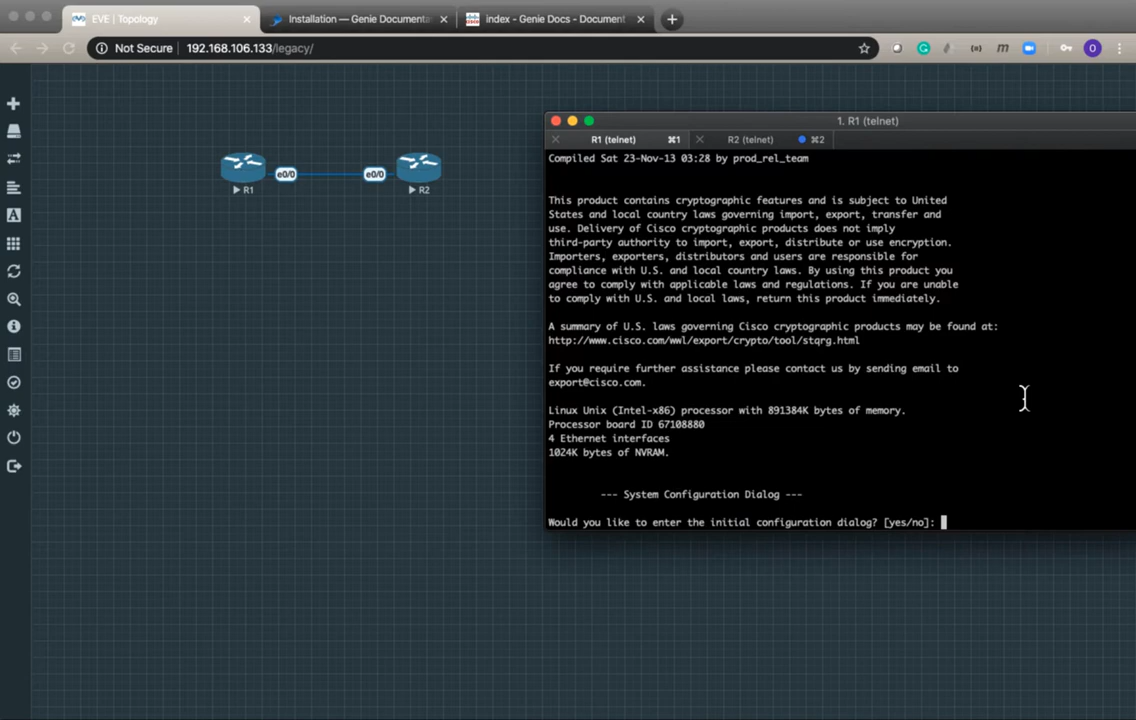 EVE | Topology
Installation — Genie Documenta
index - Genie Docs - Document
Not Secure
192.168.106.133/legacy/
O
R1
e0/0
e0/0
R2
1. R1 (telnet)
R1 (telnet) ⌘1
R2 (telnet) ⌘2
Compiled Sat 23-Nov-13 03:28 by prod_rel_team
This product contains cryptographic features and is subject to United
States and local country laws governing import, export, transfer and
use. Delivery of Cisco cryptographic products does not imply
third-party authority to import, export, distribute or use encryption.
Importers, exporters, distributors and users are responsible for
compliance with U.S. and local country laws. By using this product you
agree to comply with applicable laws and regulations. If you are unable
to comply with U.S. and local laws, return this product immediately.
A summary of U.S. laws governing Cisco cryptographic products may be found at:
http://www.cisco.com/wwl/export/crypto/tool/stqrg.html
If you require further assistance please contact us by sending email to
export@cisco.com.
Linux Unix (Intel-x86) processor with 891384K bytes of memory.
Processor board ID 67108880
4 Ethernet interfaces
1024K bytes of NVRAM.
--- System Configuration Dialog ---
Would you like to enter the initial configuration dialog? [yes/no]: